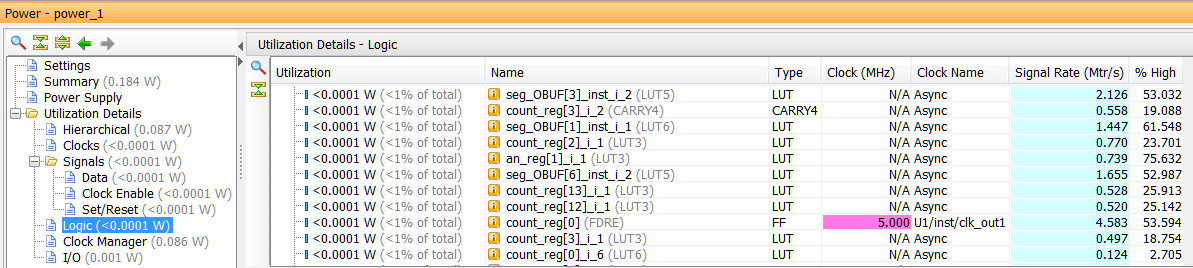 Power - power_1
Utilization Details - Logic
Settings
Summary (0.184 W)
Power Supply
Utilization Details
Hierarchical (0.087 W)
Clocks (<0.0001 W)
Signals (<0.0001 W)
Data (<0.0001 W)
Clock Enable (<0.0001 W)
Set/Reset (<0.0001 W)
Logic (<0.0001 W)
Clock Manager (0.086 W)
I/O (0.001 W)
Utilization Name Type Clock (MHz) Clock Name Signal Rate (Mtr/s) % High
<0.0001 W (<1% of total) seg_OBUF[3]_inst_i_2 (LUT5) LUT N/A Async 2.126 53.032
<0.0001 W (<1% of total) count_reg[3]_i_2 (CARRY4) CARRY4 N/A Async 0.558 19.088
<0.0001 W (<1% of total) seg_OBUF[1]_inst_i_1 (LUT6) LUT N/A Async 1.447 61.548
<0.0001 W (<1% of total) count_reg[2]_i_1 (LUT3) LUT N/A Async 0.770 23.701
<0.0001 W (<1% of total) an_reg[1]_i_1 (LUT3) LUT N/A Async 0.739 75.632
<0.0001 W (<1% of total) seg_OBUF[6]_inst_i_2 (LUT5) LUT N/A Async 1.655 52.987
<0.0001 W (<1% of total) count_reg[13]_i_1 (LUT3) LUT N/A Async 0.528 25.913
<0.0001 W (<1% of total) count_reg[12]_i_1 (LUT3) LUT N/A Async 0.520 25.142
<0.0001 W (<1% of total) count_reg[0] (FDRE) FF 5.000 U1/inst/clk_out1 4.583 53.594
<0.0001 W (<1% of total) count_reg[3]_i_1 (LUT3) LUT N/A Async 0.497 18.754
<0.0001 W (<1% of total) count_reg[0]_i_6 (LUT6) LUT N/A Async 0.124 2.705